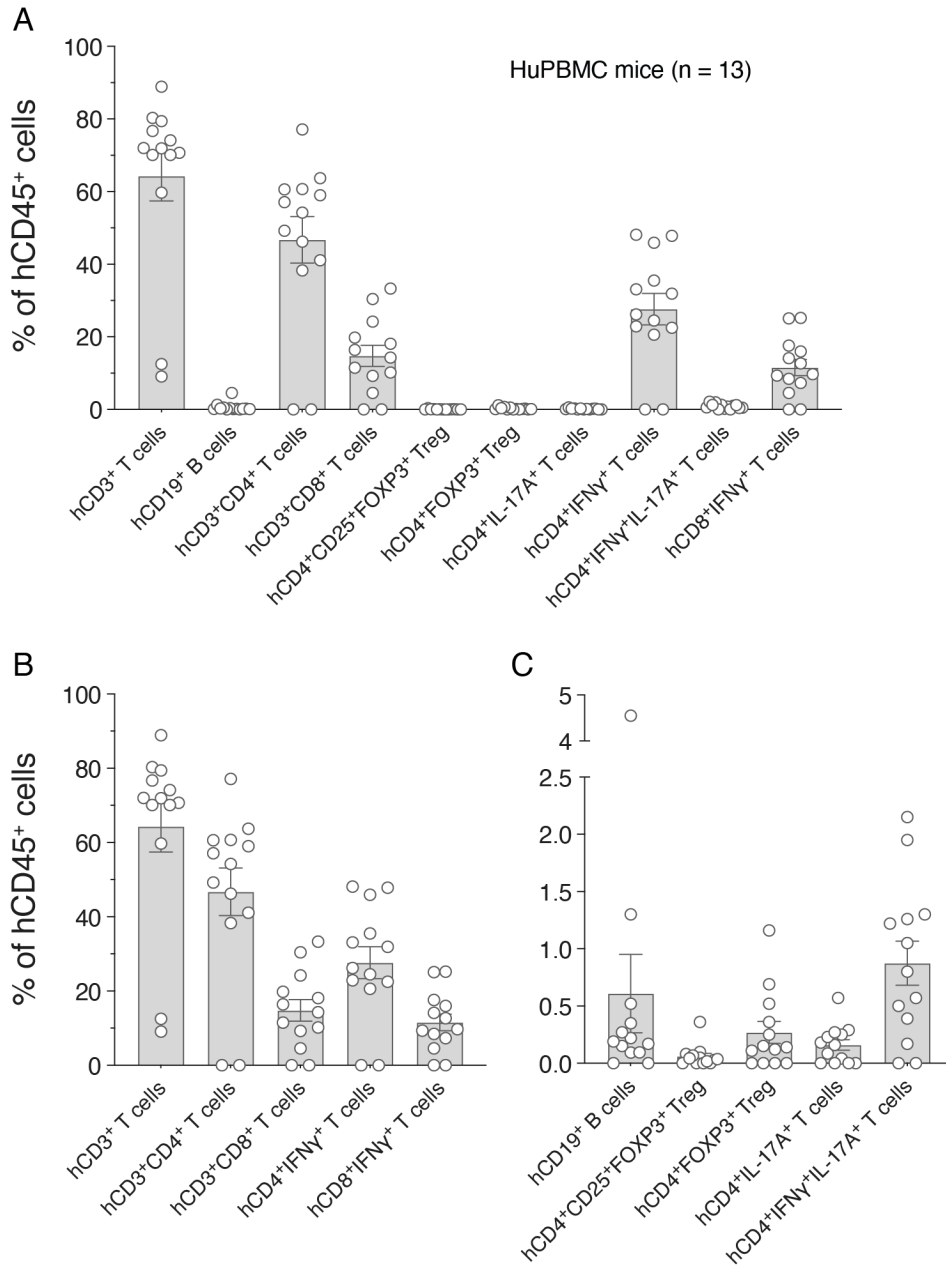 A
HuPBMC mice (n = 13)
% of hCD45⁺ cells
100
80
60
40
20
0
hCD3⁺ T cells
hCD19⁺ B cells
hCD3⁺CD4⁺ T cells
hCD3⁺CD8⁺ T cells
hCD4⁺CD25⁺FOXP3⁺ Treg
hCD4⁺FOXP3⁺ Treg
hCD4⁺IL-17A⁺ T cells
hCD4⁺IFNγ⁺ T cells
hCD4⁺IFNγ⁺IL-17A⁺ T cells
hCD8⁺IFNγ⁺ T cells
B
% of hCD45⁺ cells
100
80
60
40
20
0
hCD3⁺ T cells
hCD3⁺CD4⁺ T cells
hCD3⁺CD8⁺ T cells
hCD4⁺IFNγ⁺ T cells
hCD8⁺IFNγ⁺ T cells
C
5
4
2.5
2.0
1.5
1.0
0.5
0.0
hCD19⁺ B cells
hCD4⁺CD25⁺FOXP3⁺ Treg
hCD4⁺FOXP3⁺ Treg
hCD4⁺IL-17A⁺ T cells
hCD4⁺IFNγ⁺IL-17A⁺ T cells